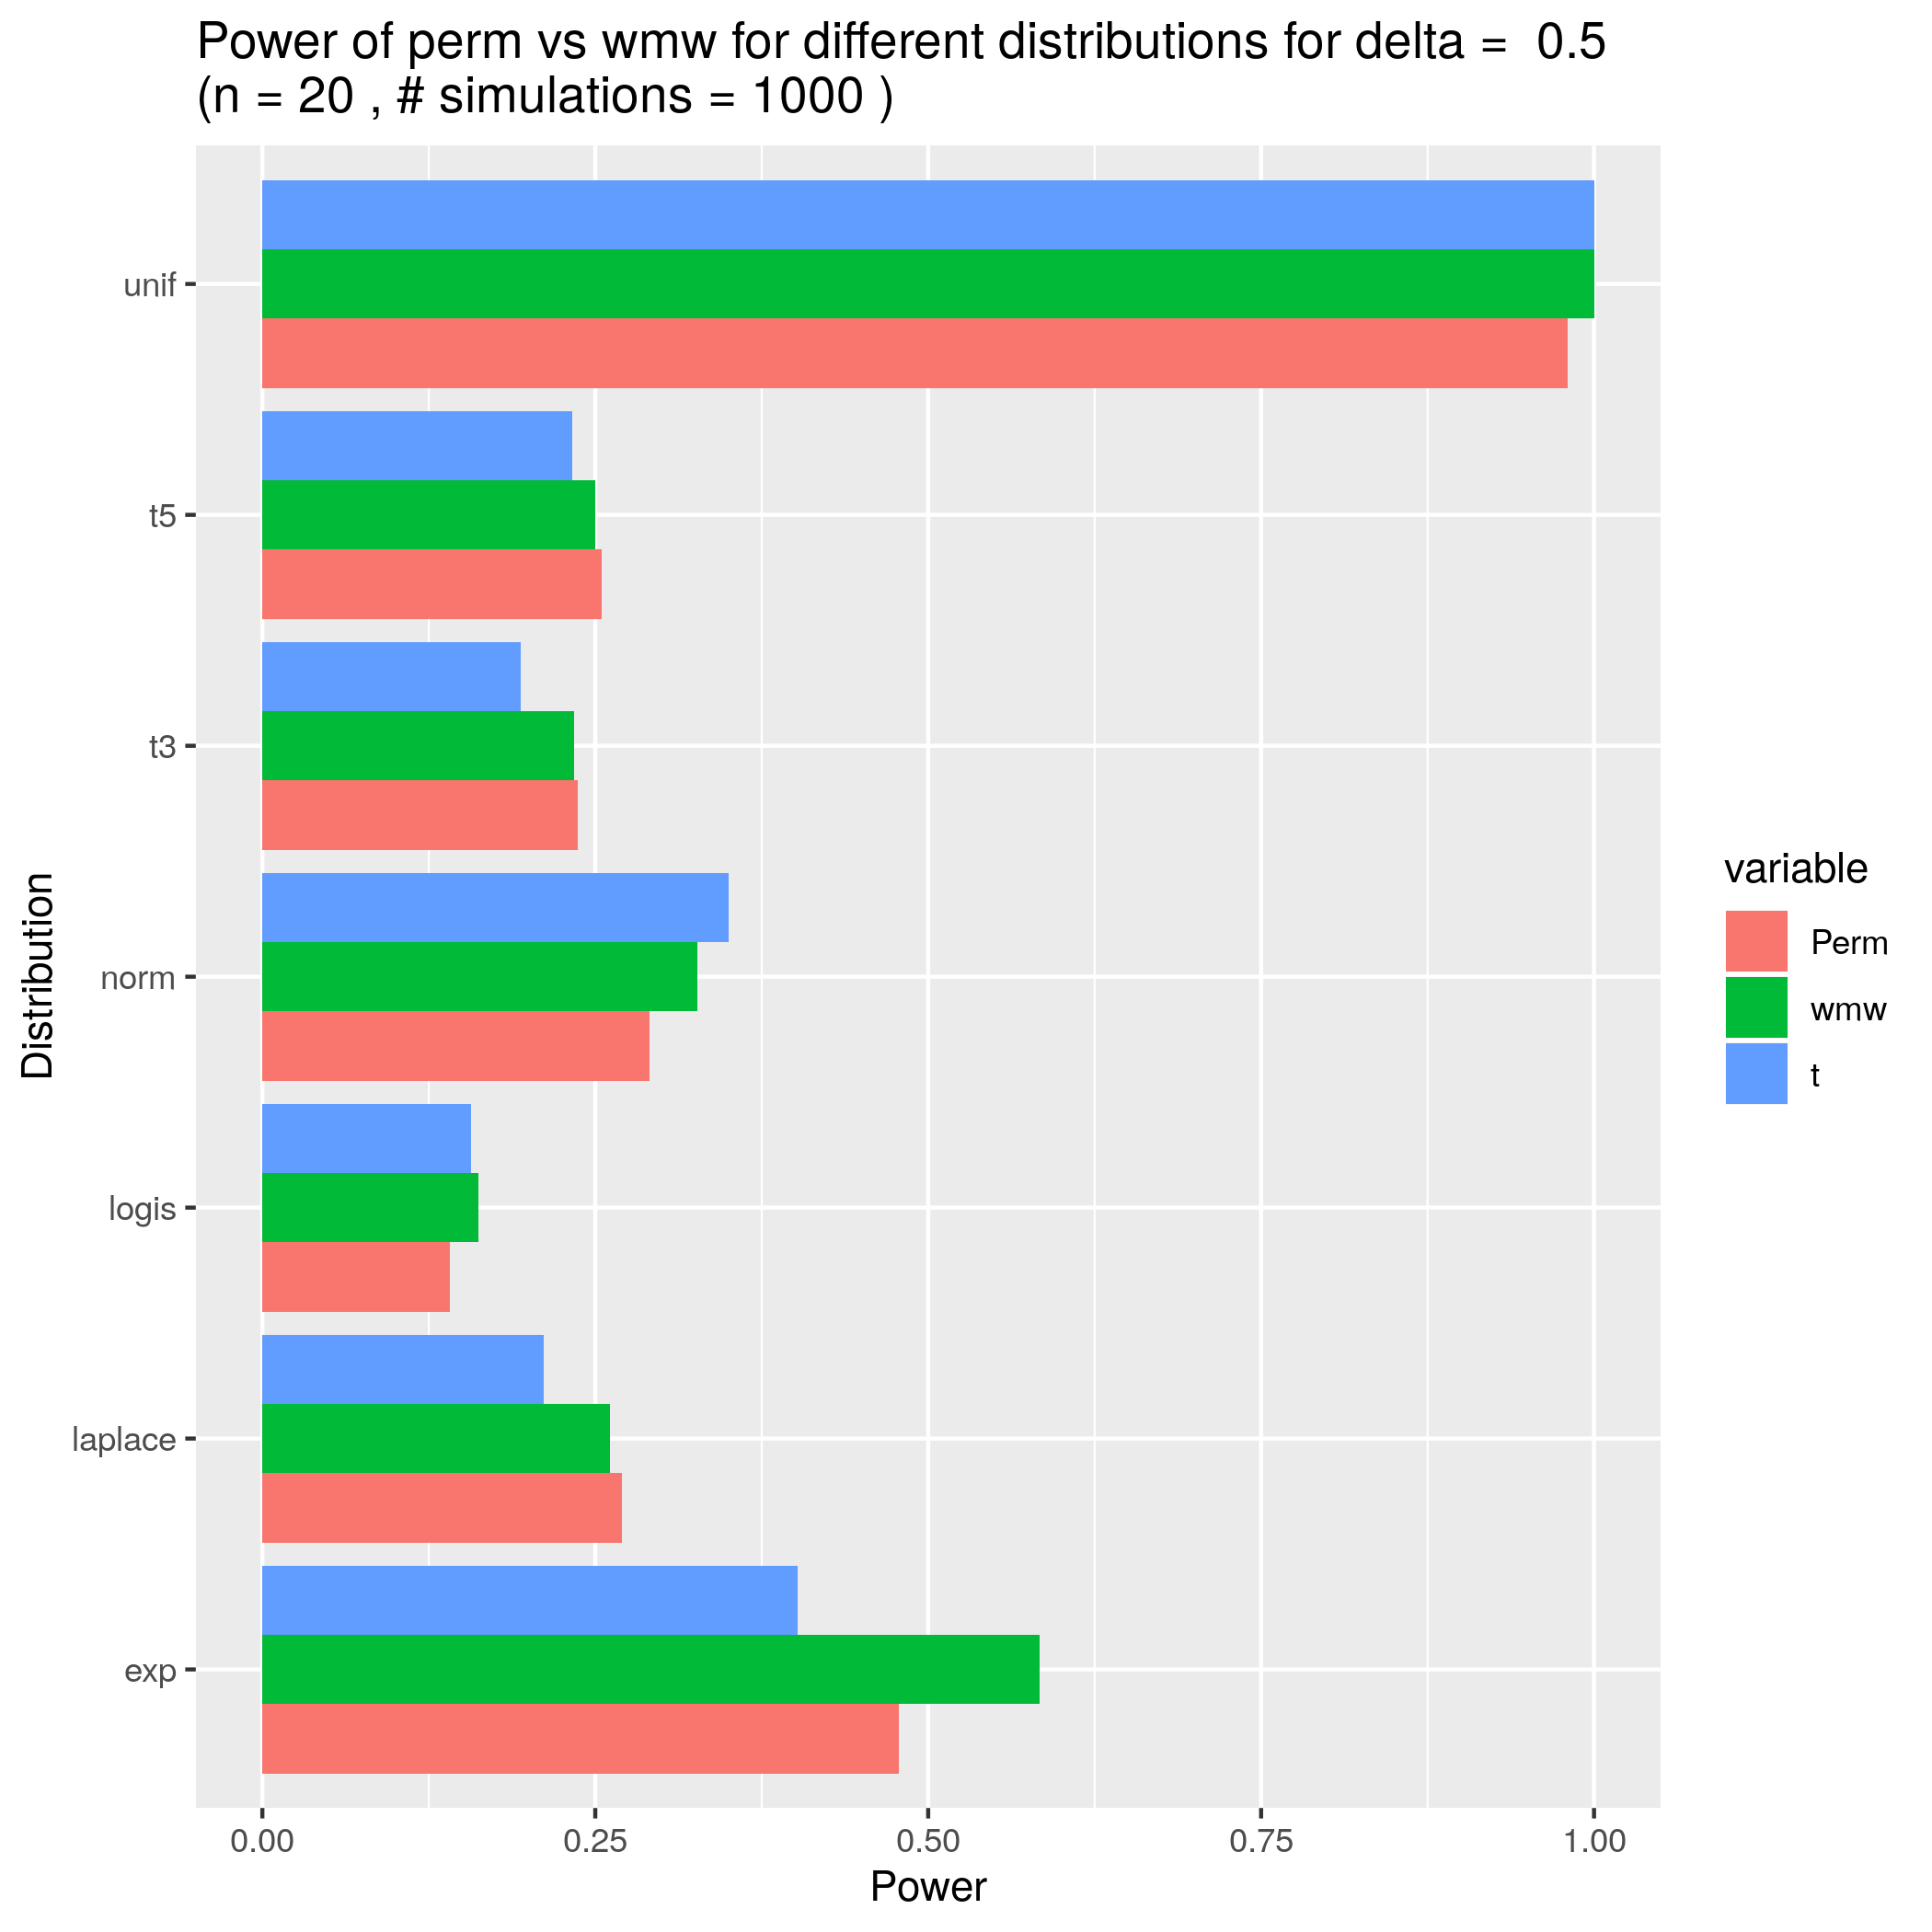 Power of perm vs wmw for different distributions for delta =  0.5
(n = 20 , # simulations = 1000 )
Distribution
unif
t5
t3
norm
logis
laplace
exp
0.00
0.25
0.50
0.75
1.00
Power
variable
Perm
wmw
t